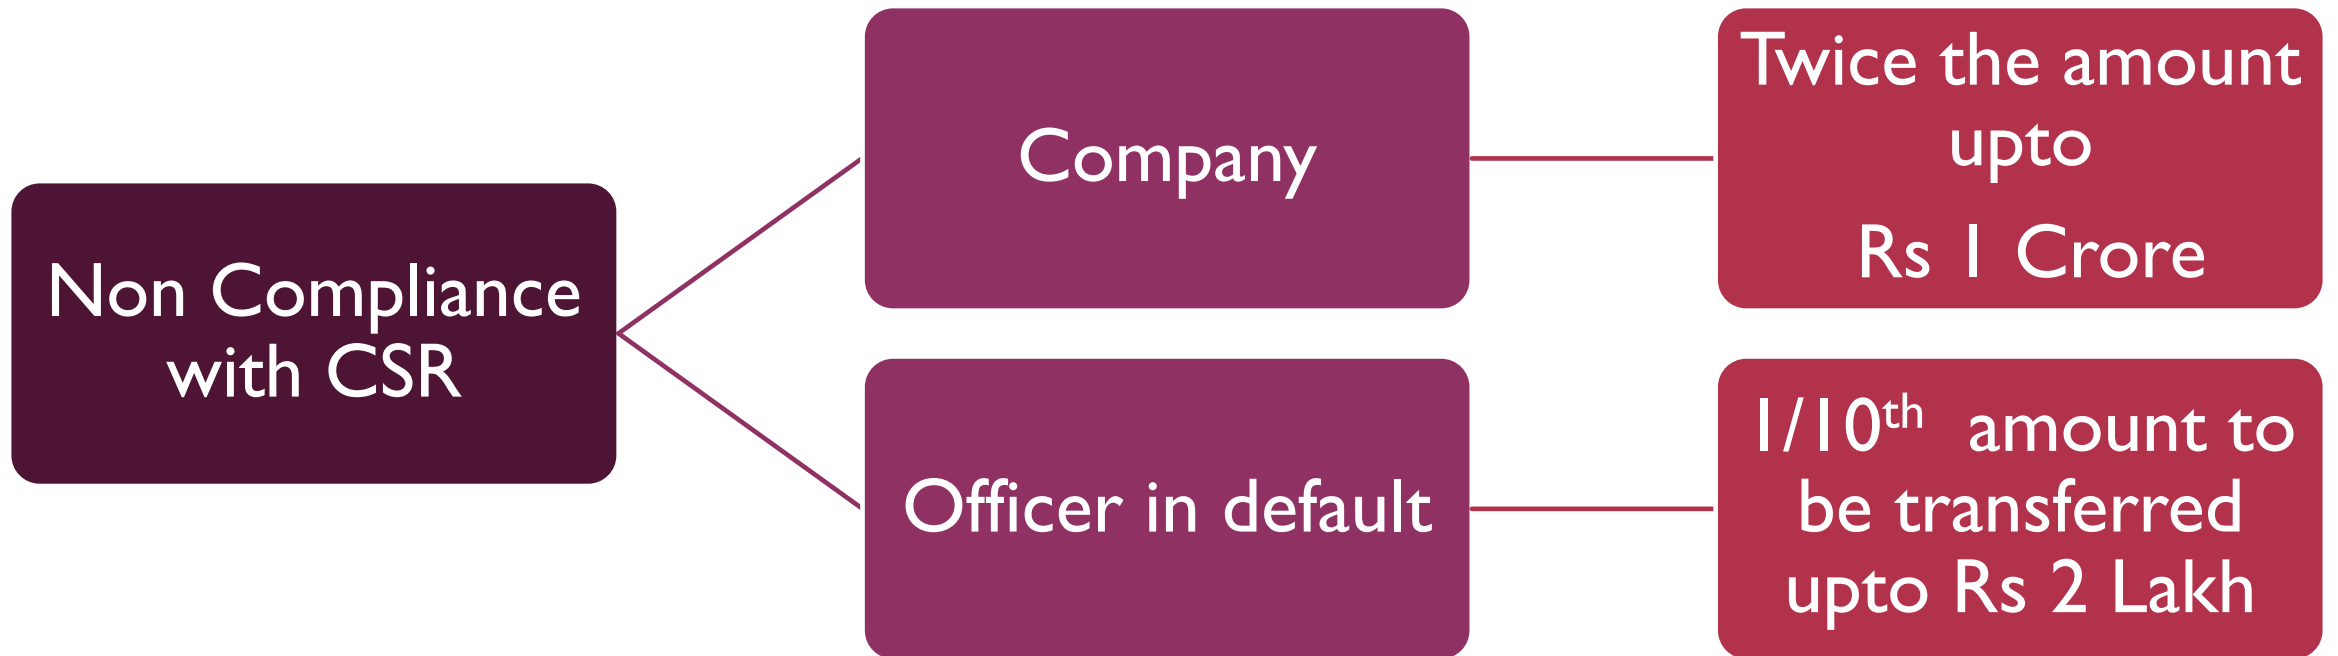 Non Compliance
with CSR
Company
Twice the amount
upto
Rs 1 Crore
Officer in default
1/10th amount to
be transferred
upto Rs 2 Lakh